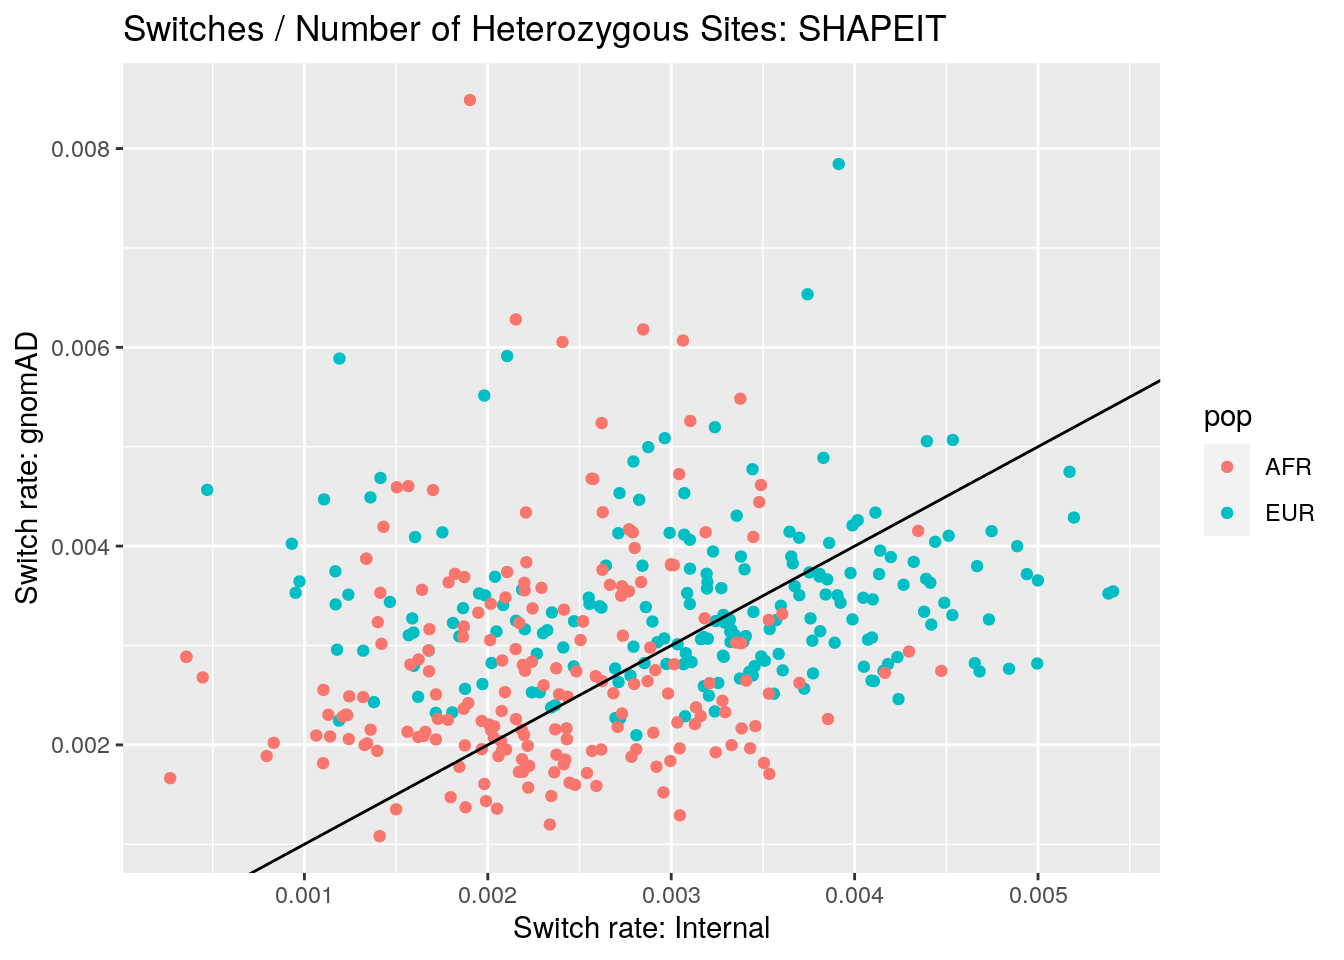 Switches / Number of Heterozygous Sites: SHAPEIT
Switch rate: gnomAD
0.008
0.006
0.004
0.002
0.001
0.002
0.003
0.004
0.005
Switch rate: Internal
pop
AFR
EUR